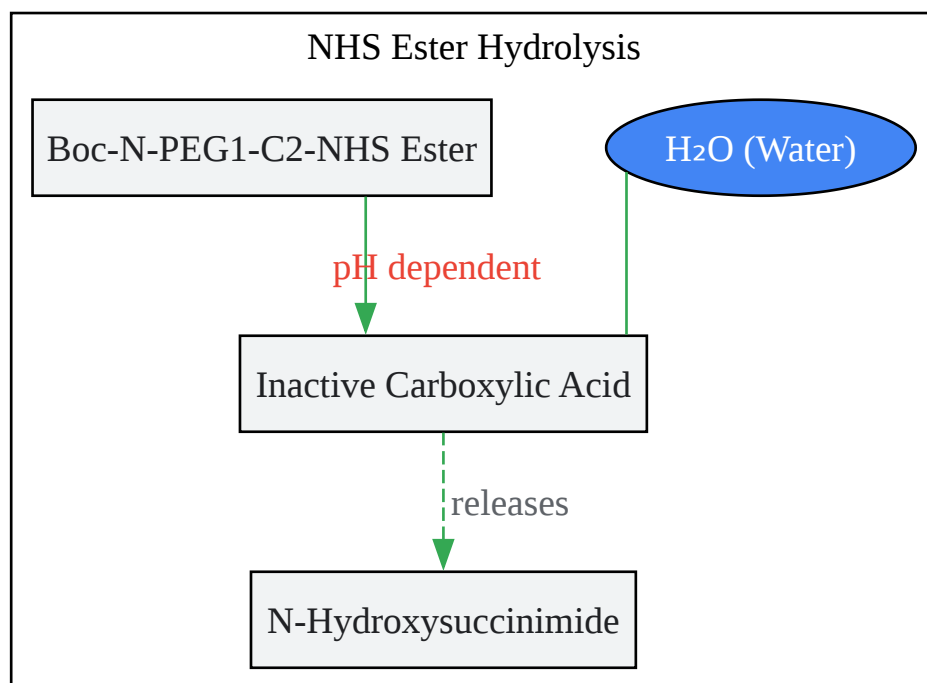 NHS Ester Hydrolysis
Boc-N-PEG1-C2-NHS Ester
H₂O (Water)
pH dependent
Inactive Carboxylic Acid
releases
N-Hydroxysuccinimide